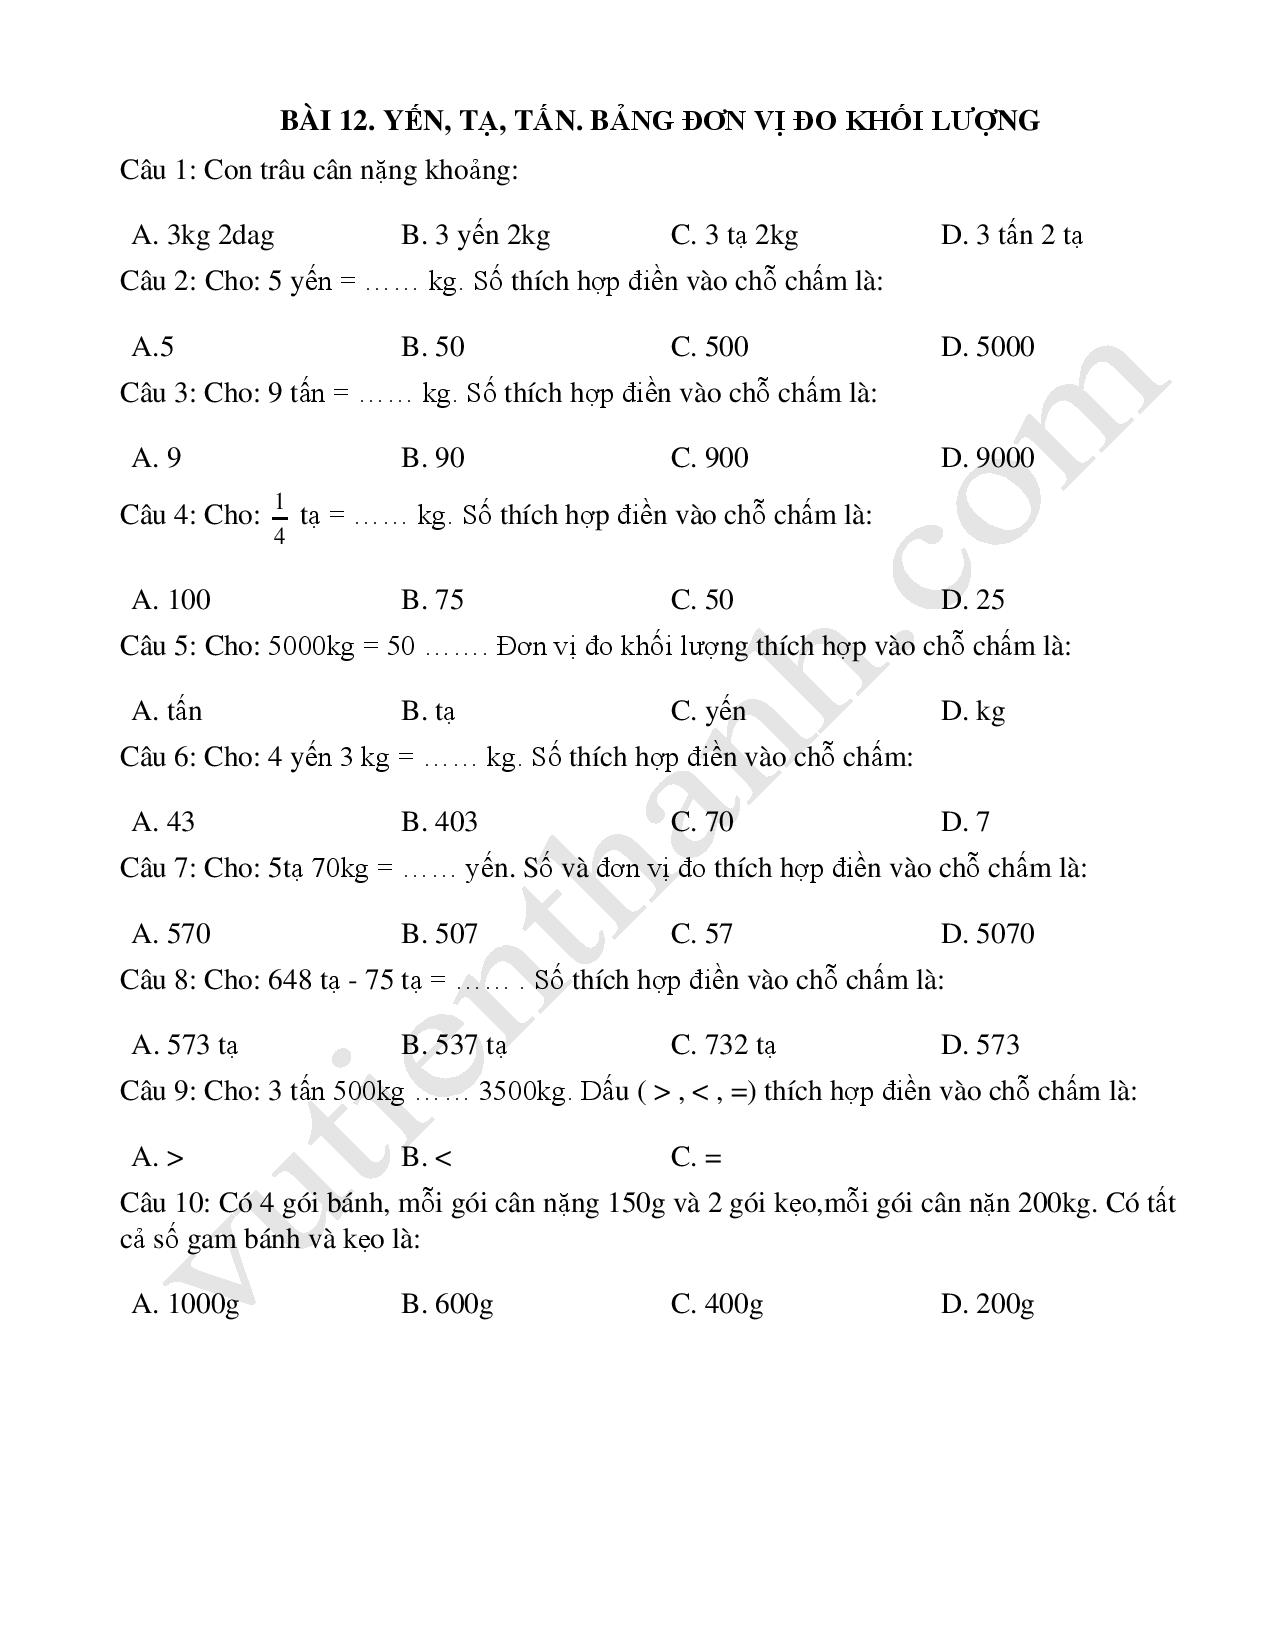 BÀI 12. YẾN, TẠ, TẤN. BẢNG ĐƠN VỊ ĐO KHỐI LƯỢNG
Câu 1: Con trâu cân nặng khoảng:
A. 3kg 2dag B. 3 yến 2kg C. 3 tạ 2kg D. 3 tấn 2 tạ
Câu 2: Cho: 5 yến = …… kg. Số thích hợp điền vào chỗ chấm là:
A.5 B. 50 C. 500 D. 5000
Câu 3: Cho: 9 tấn = …… kg. Số thích hợp điền vào chỗ chấm là:
A. 9 B. 90 C. 900 D. 9000
Câu 4: Cho: 1/4 tạ = …… kg. Số thích hợp điền vào chỗ chấm là:
A. 100 B. 75 C. 50 D. 25
Câu 5: Cho: 5000kg = 50 ……. Đơn vị đo khối lượng thích hợp vào chỗ chấm là:
A. tấn B. tạ C. yến D. kg
Câu 6: Cho: 4 yến 3 kg = …… kg. Số thích hợp điền vào chỗ chấm:
A. 43 B. 403 C. 70 D. 7
Câu 7: Cho: 5tạ 70kg = …… yến. Số và đơn vị đo thích hợp điền vào chỗ chấm là:
A. 570 B. 507 C. 57 D. 5070
Câu 8: Cho: 648 tạ - 75 tạ = …… . Số thích hợp điền vào chỗ chấm là:
A. 573 tạ B. 537 tạ C. 732 tạ D. 573
Câu 9: Cho: 3 tấn 500kg …… 3500kg. Dấu ( > , < , =) thích hợp điền vào chỗ chấm là:
A. > B. < C. =
Câu 10: Có 4 gói bánh, mỗi gói cân nặng 150g và 2 gói kẹo,mỗi gói cân nặn 200kg. Có tất
cả số gam bánh và kẹo là:
A. 1000g B. 600g C. 400g D. 200g
vutienthanh.com